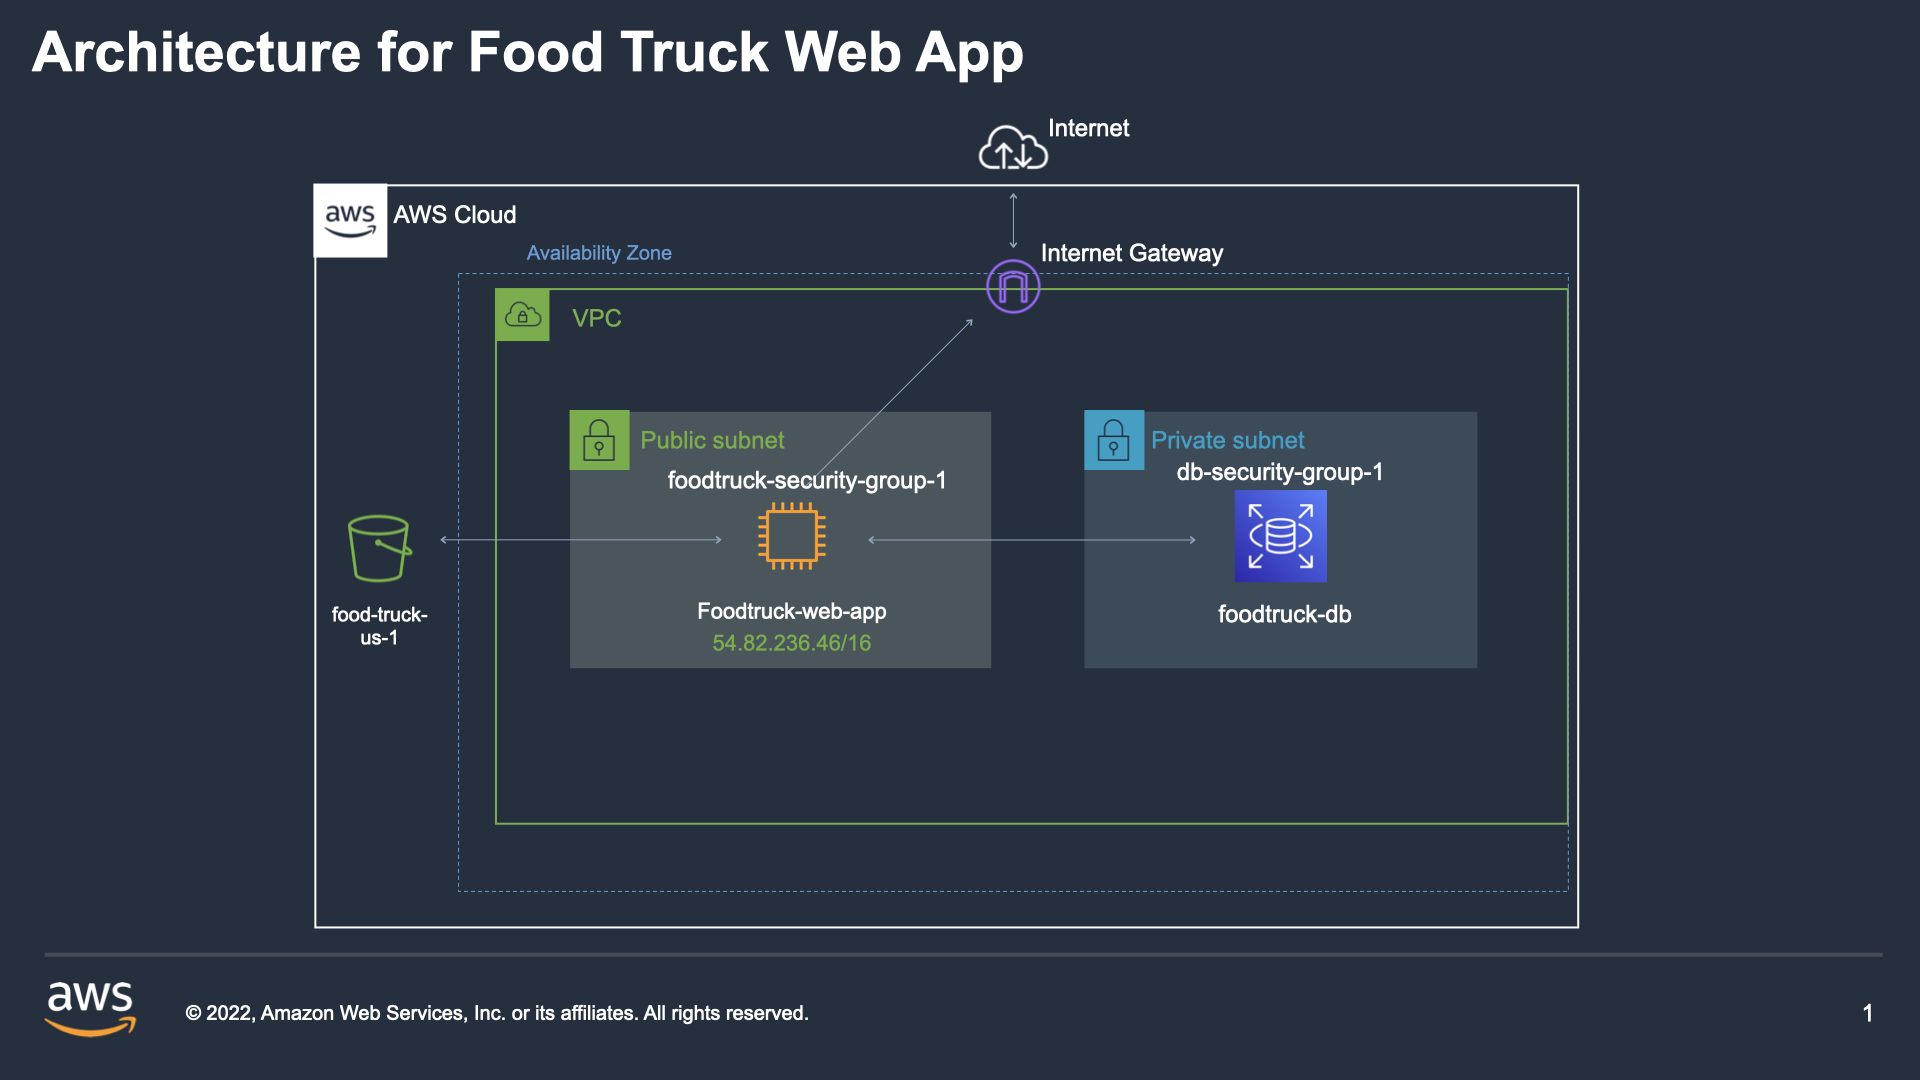 Architecture for Food Truck Web App
Internet
aws
AWS Cloud
Availability Zone
Internet Gateway
VPC
Public subnet
foodtruck-security-group-1
Private subnet
db-security-group-1
food-truck-
us-1
Foodtruck-web-app
54.82.236.46/16
foodtruck-db
aws
© 2022, Amazon Web Services, Inc. or its affiliates. All rights reserved.
1